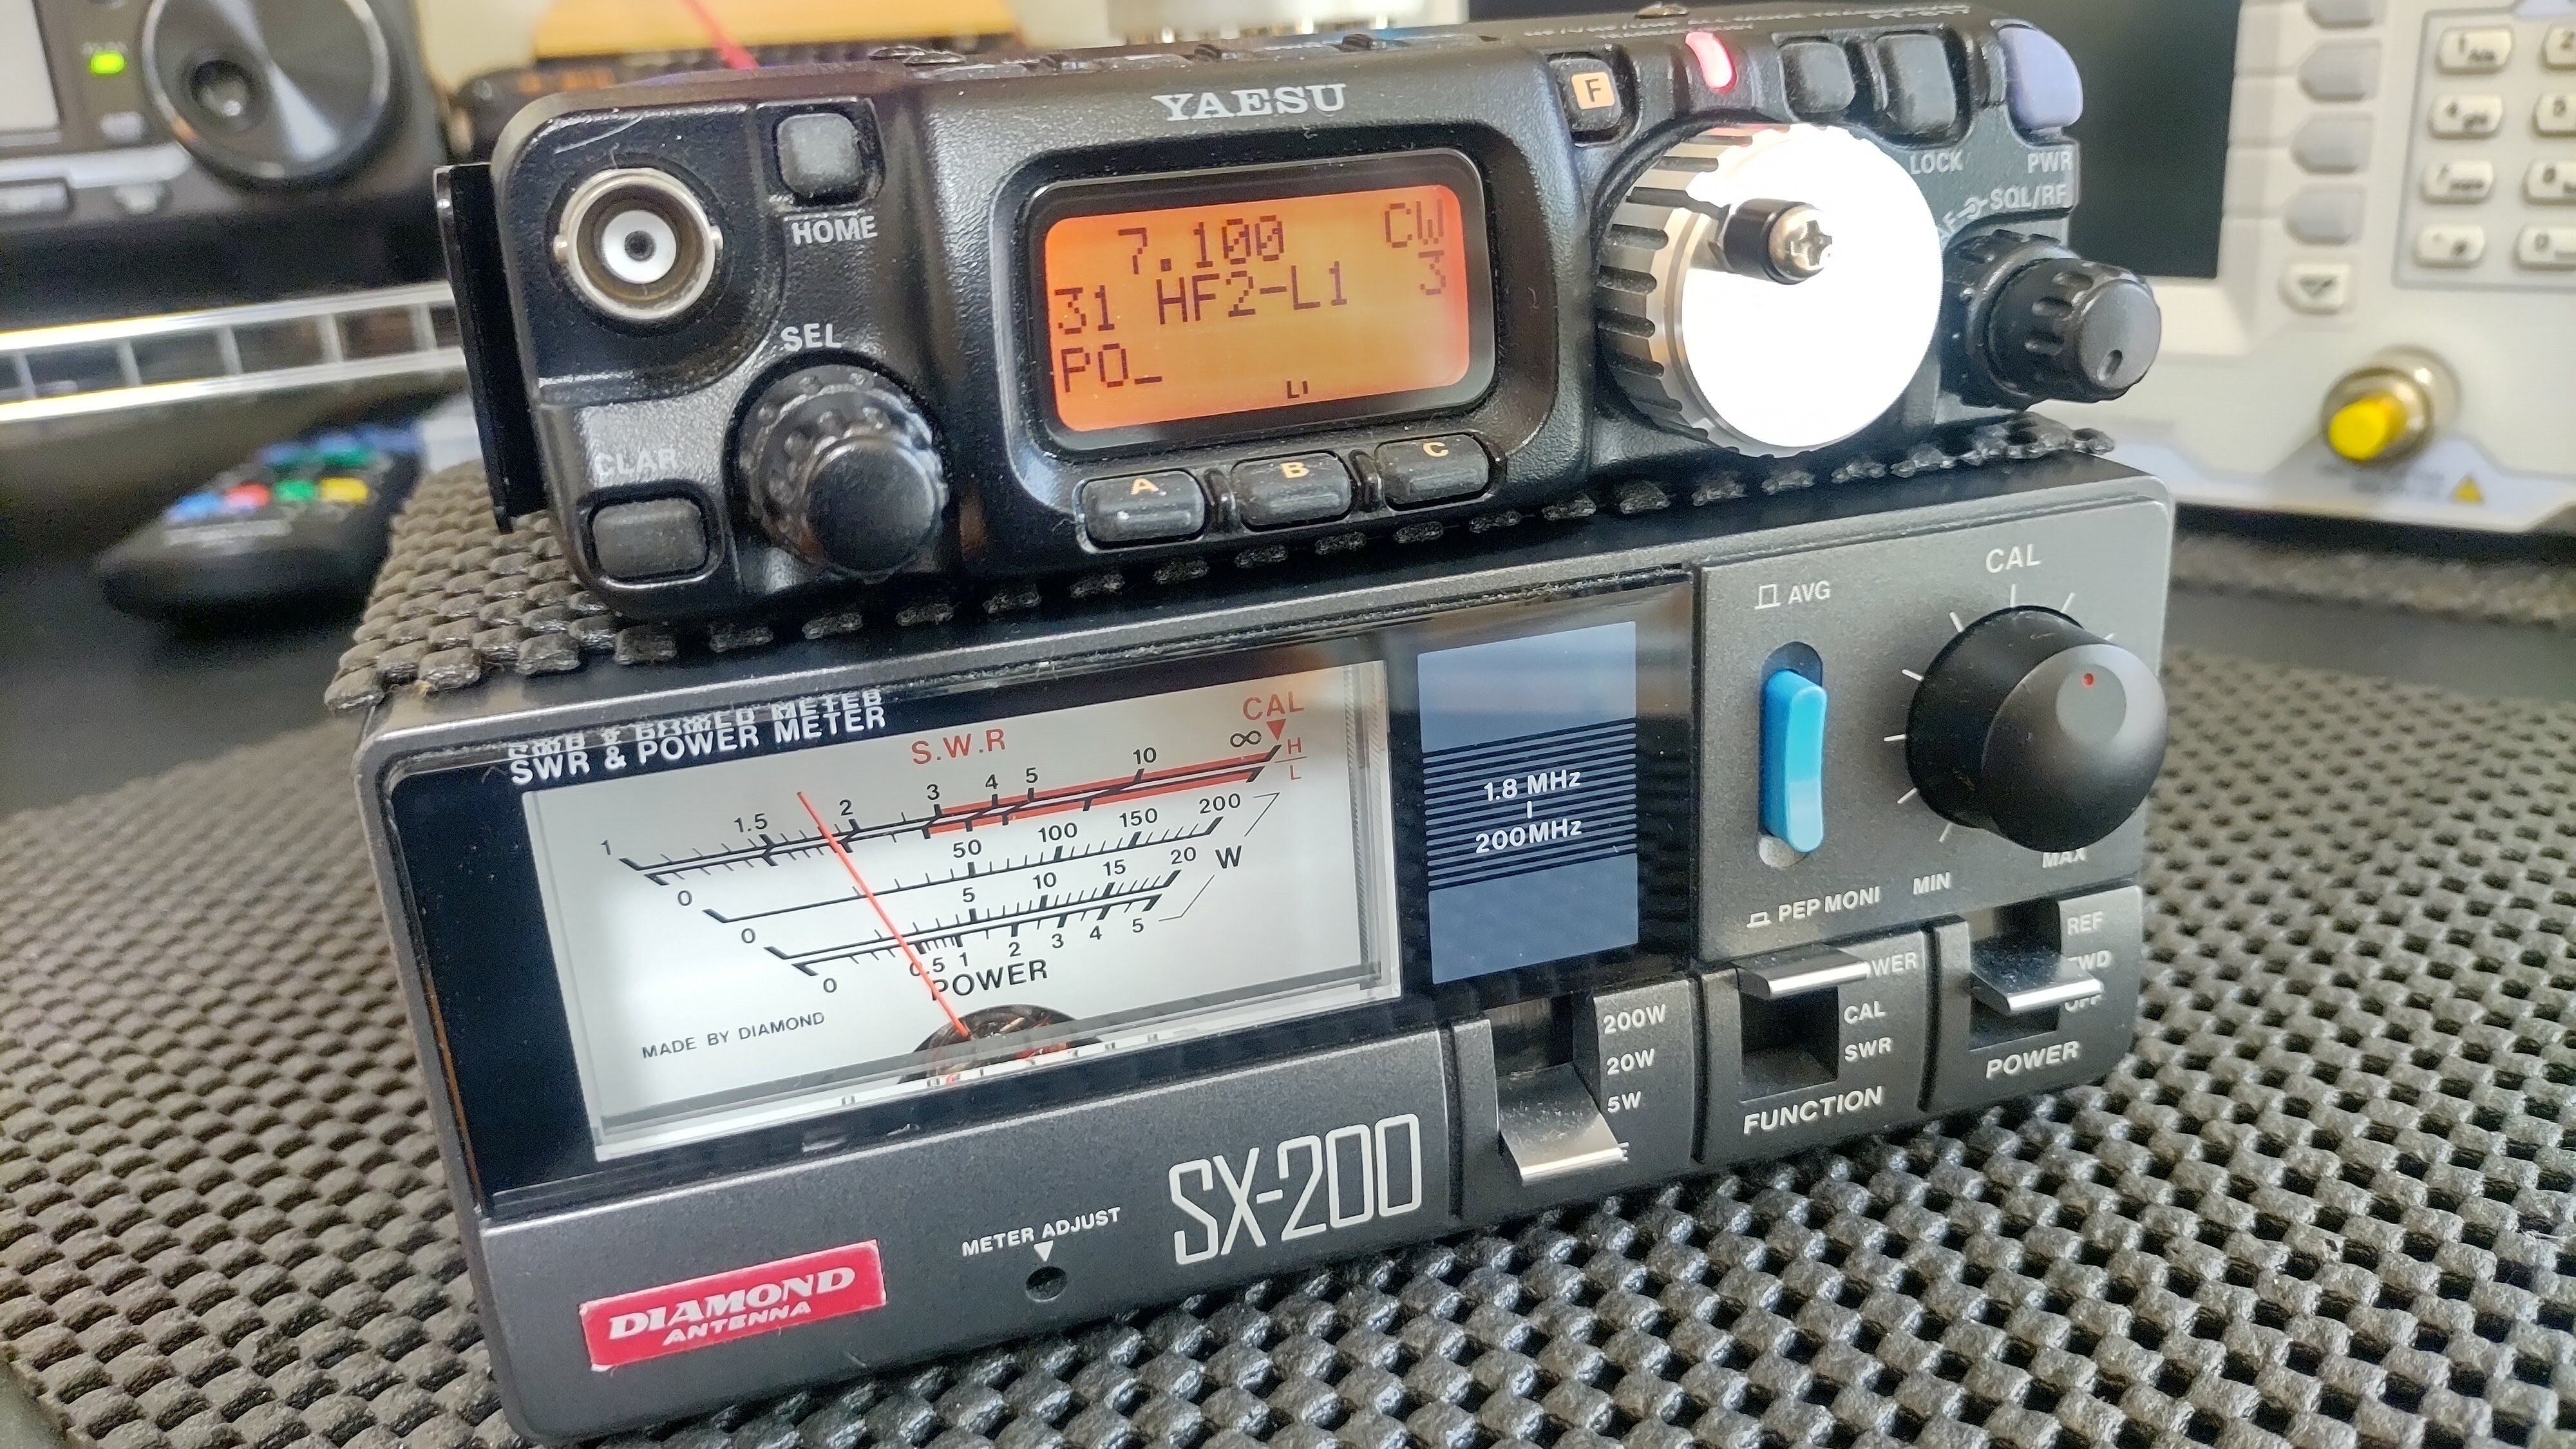 YAESU
F
HOME
LOCK
PWR
SQL/RF
7.100 CW
31 HF2-L1 3
PO_
SEL
CLAR
A B C
SWR & POWER METER
S.W.R
CAL
1 1.5 2 3 4 5 10 ∞
H
L
0 50 100 150 200
0 5 10 15 20
W
0 0.5 1 2 3 4 5
POWER
MADE BY DIAMOND
1.8 MHz
200MHz
AVG
PEP MONI
CAL
MIN
MAX
200W
20W
5W
CAL
SWR
FUNCTION
REF
POWER
METER ADJUST
SX-200
DIAMOND
ANTENNA